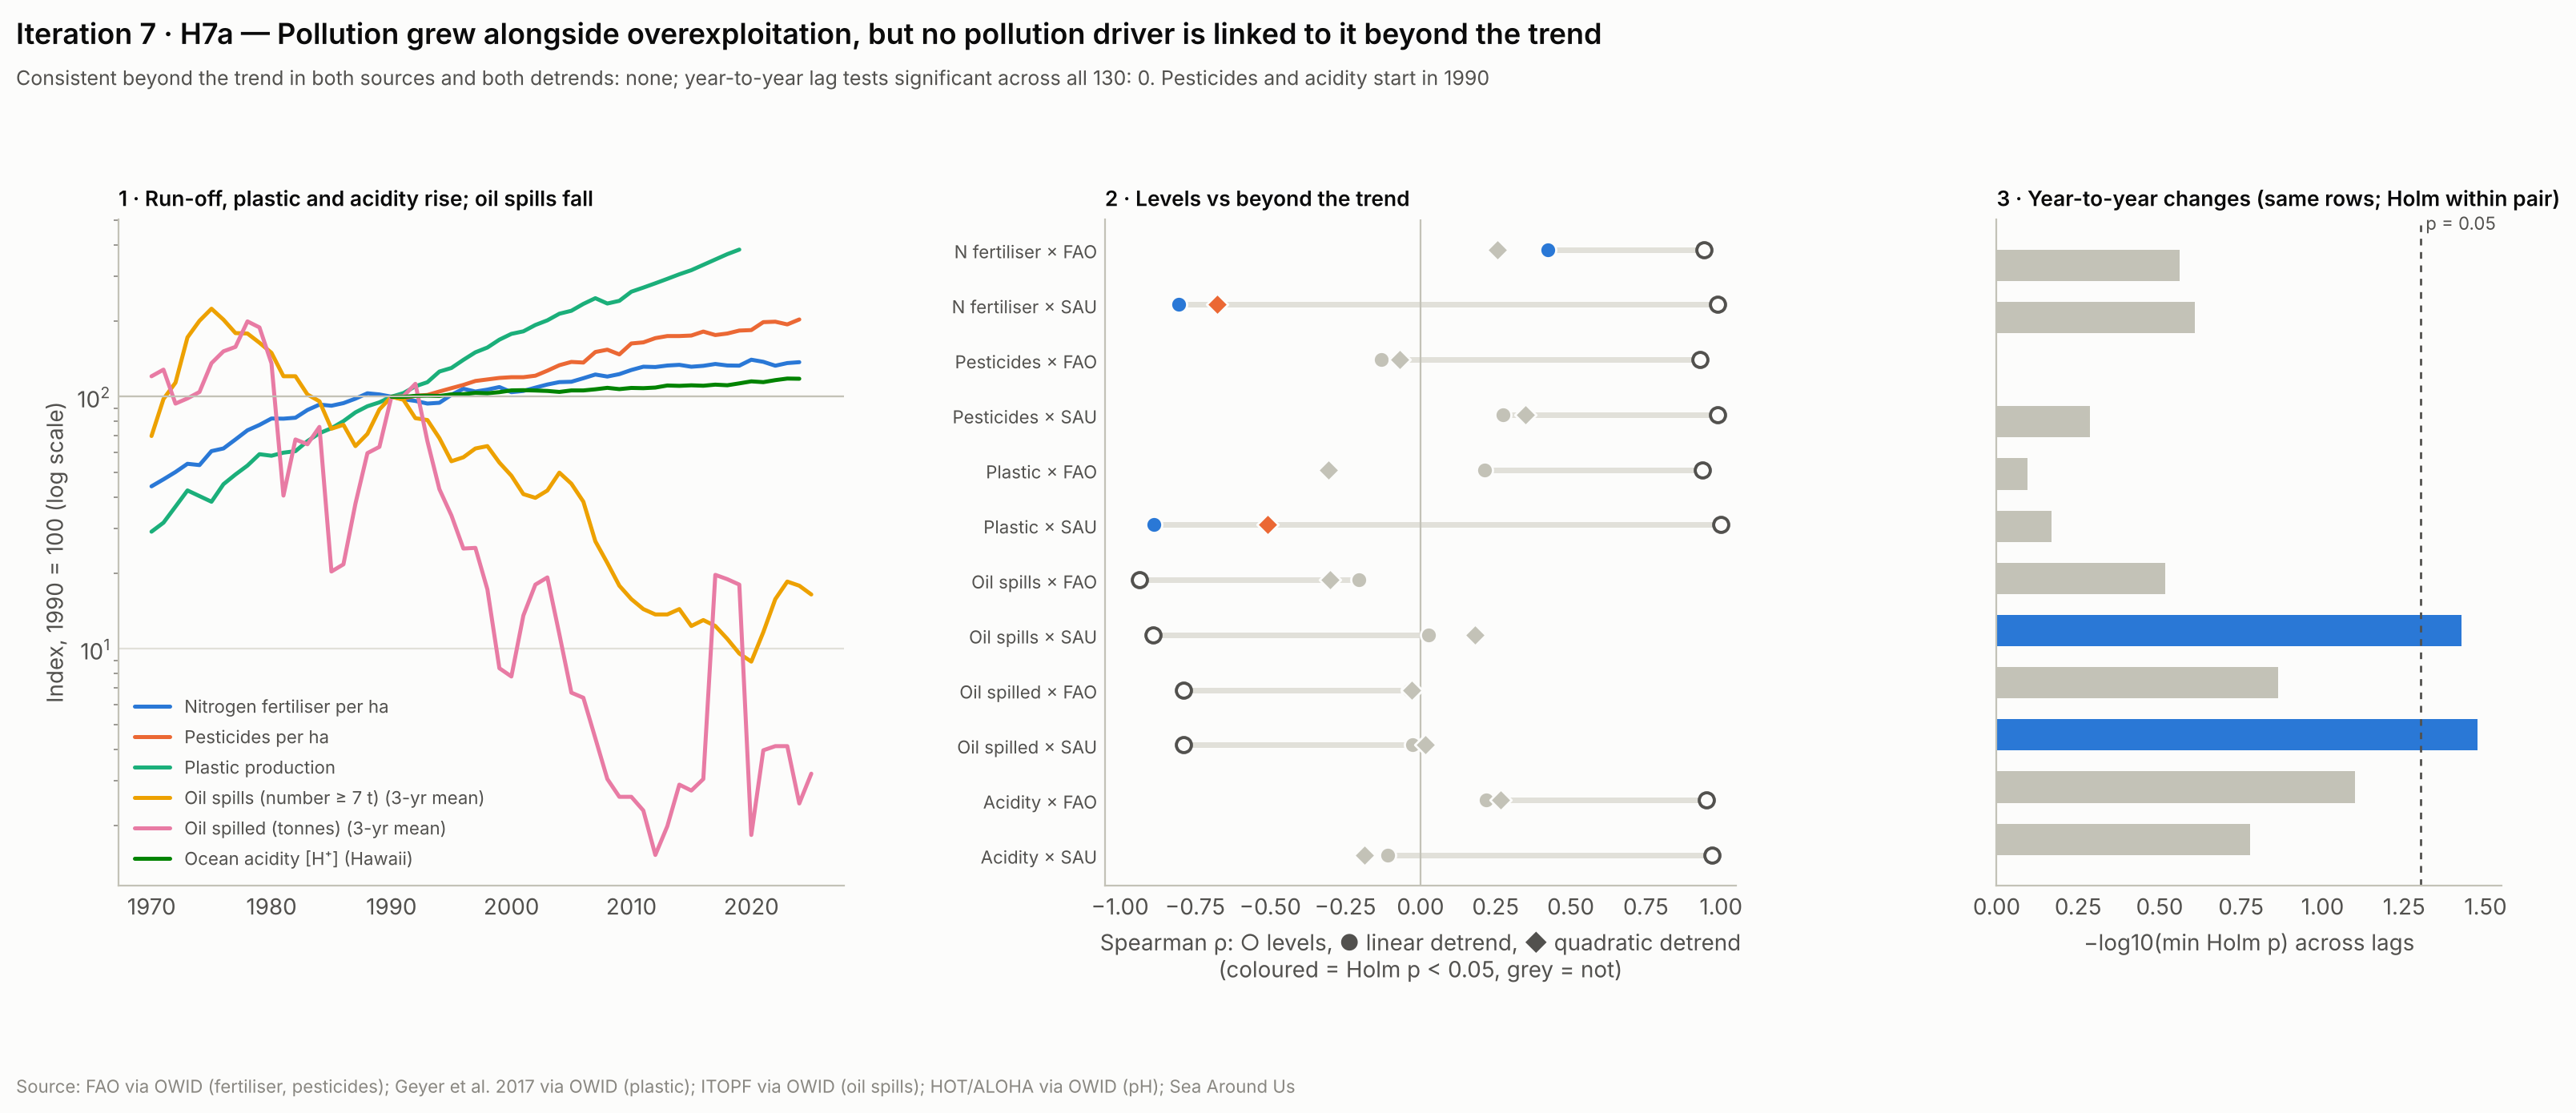 Iteration 7 · H7a — Pollution grew alongside overexploitation, but no pollution driver is linked to it beyond the trend
Consistent beyond the trend in both sources and both detrends: none; year-to-year lag tests significant across all 130: 0. Pesticides and acidity start in 1990
1 · Run-off, plastic and acidity rise; oil spills fall
Index, 1990 = 100 (log scale)
10²
10¹
Nitrogen fertiliser per ha
Pesticides per ha
Plastic production
Oil spills (number ≥ 7 t) (3-yr mean)
Oil spilled (tonnes) (3-yr mean)
Ocean acidity [H⁺] (Hawaii)
1970 1980 1990 2000 2010 2020
2 · Levels vs beyond the trend
N fertiliser × FAO
N fertiliser × SAU
Pesticides × FAO
Pesticides × SAU
Plastic × FAO
Plastic × SAU
Oil spills × FAO
Oil spills × SAU
Oil spilled × FAO
Oil spilled × SAU
Acidity × FAO
Acidity × SAU
−1.00 −0.75 −0.50 −0.25 0.00 0.25 0.50 0.75 1.00
Spearman ρ: ○ levels, ● linear detrend, ◆ quadratic detrend
(coloured = Holm p < 0.05, grey = not)
3 · Year-to-year changes (same rows; Holm within pair)
p = 0.05
0.00 0.25 0.50 0.75 1.00 1.25 1.50
−log10(min Holm p) across lags
Source: FAO via OWID (fertiliser, pesticides); Geyer et al. 2017 via OWID (plastic); ITOPF via OWID (oil spills); HOT/ALOHA via OWID (pH); Sea Around Us